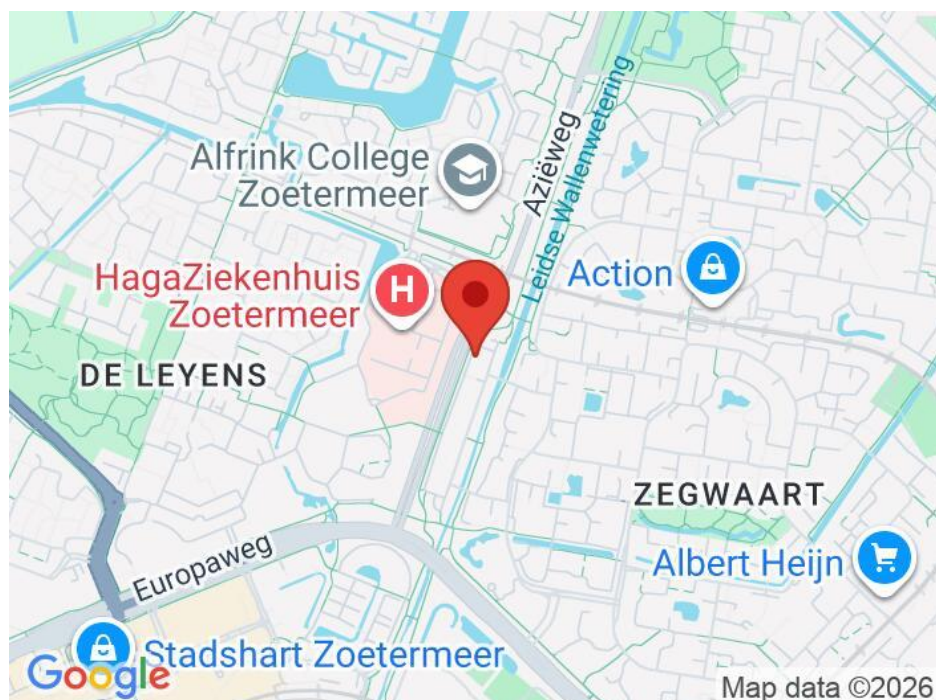 Alfrink College
Zoetermeer
Aziëweg
Leidse Wallenwetering
HagaZiekenhuis
Zoetermeer
H
Action
DE LEYENS
ZEGWAART
Europaweg
Albert Heijn
Stadshart Zoetermeer
Google
Map data ©2026